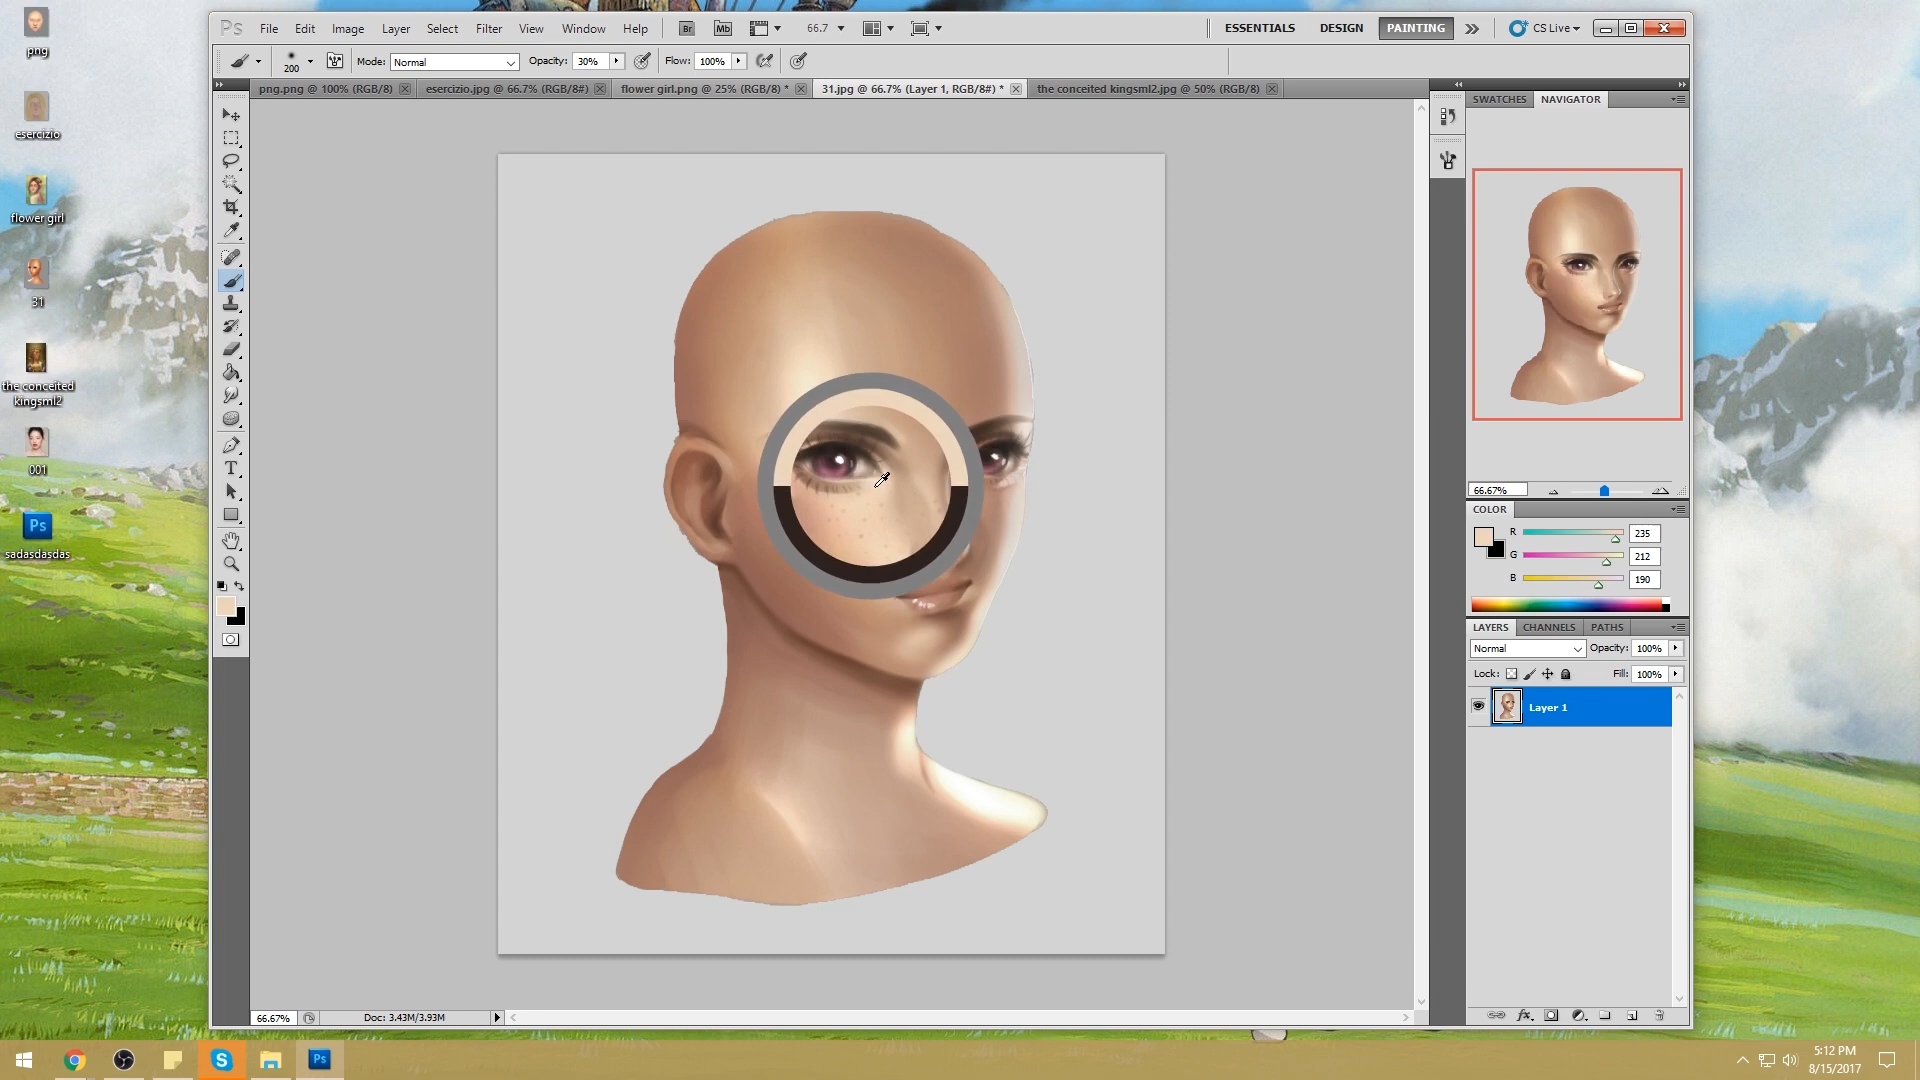 png
esercizio
flower girl
31
the conceited
kingsml2
001
Ps
sadasdasdas
Ps File Edit Image Layer Select Filter View Window Help Br Mb 66.7 ESSENTIALS DESIGN PAINTING CS Live
200 Mode: Normal Opacity: 30% Flow: 100%
png.png @ 100% (RGB/8) esercizio.jpg @ 66.7% (RGB/8#) flower girl.png @ 25% (RGB/8) * 31.jpg @ 66.7% (Layer 1, RGB/8#) * the conceited kingsml2.jpg @ 50% (RGB/8)
T
SWATCHES NAVIGATOR
66.67%
COLOR
R 235
G 212
B 190
LAYERS CHANNELS PATHS
Normal Opacity: 100%
Lock: Fill: 100%
Layer 1
fx
66.67% Doc: 3.43M/3.93M
S
Ps
5:12 PM
8/15/2017